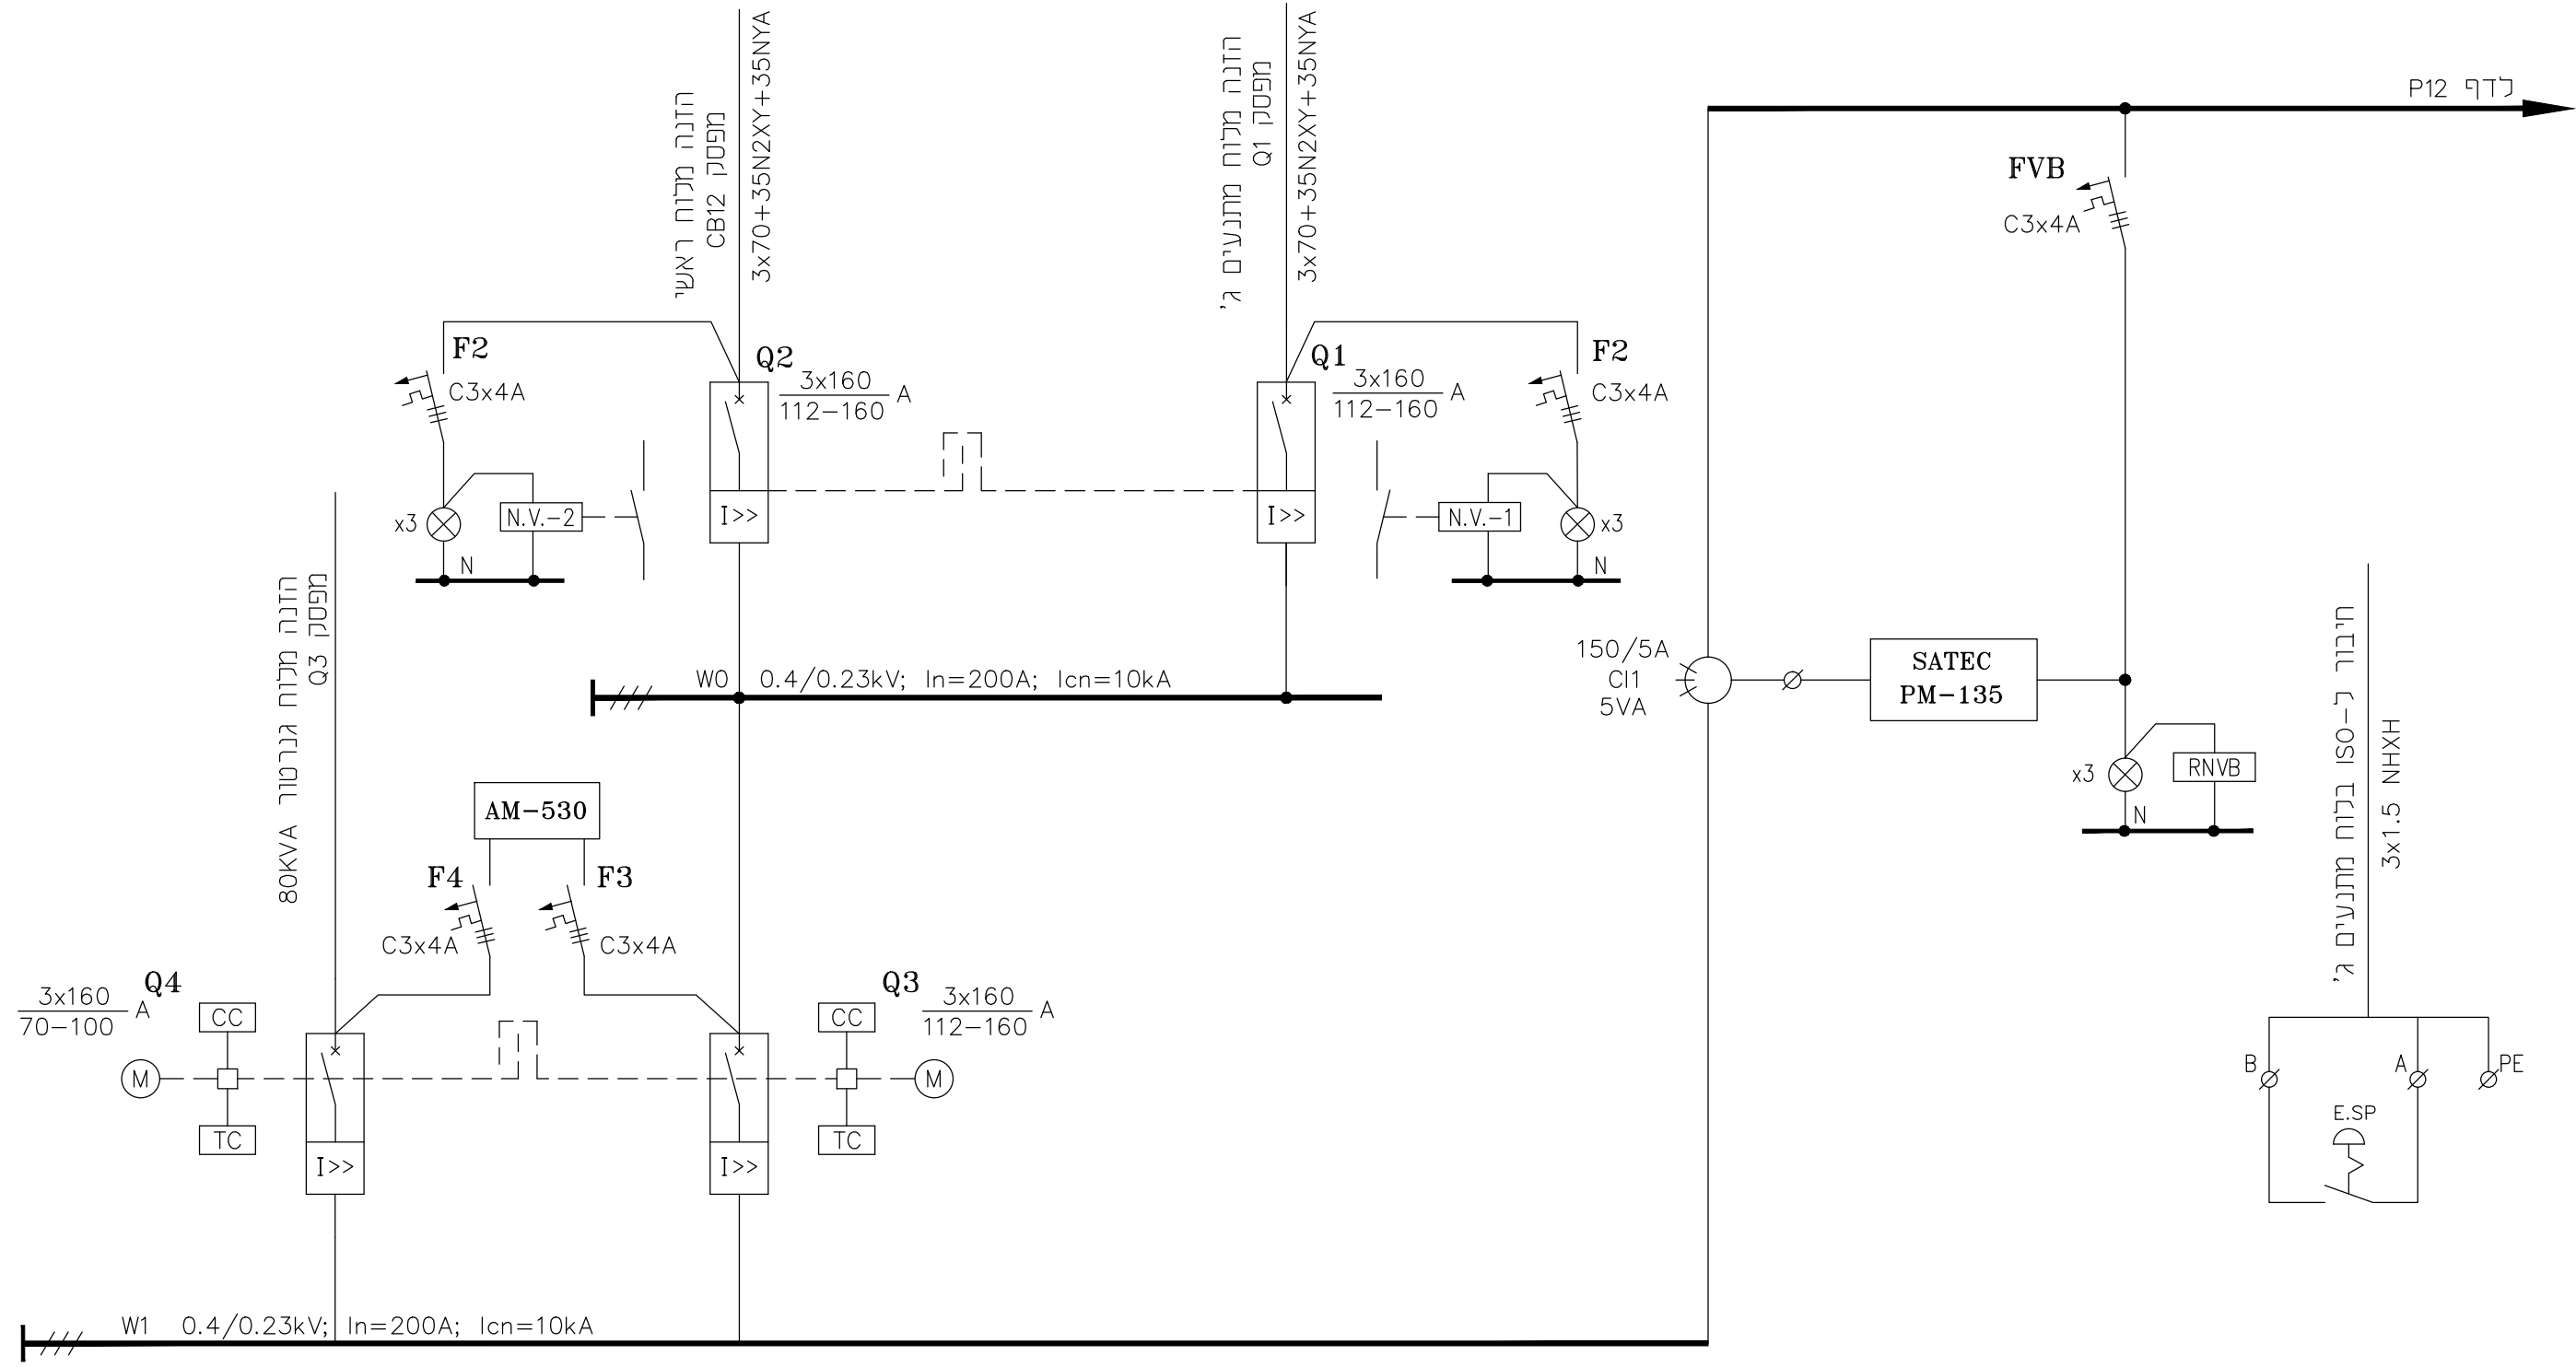 הזנה מלוח ראשי
מפסק CB12
3x70+35N2XY+35NYA
הזנה מלוח מתנעים ג'
מפסק Q1
3x70+35N2XY+35NYA
לדף P12
FVB
C3x4A
F2
C3x4A
Q2
3x160
112-160
A
Q1
3x160
112-160
A
F2
C3x4A
x3
N.V.-2
N
I>>
I>>
N.V.-1
x3
N
הזנה מלוח גנרטור 80KVA
מפסק Q3
W0 0.4/0.23kV; In=200A; Icn=10kA
150/5A
CI1
5VA
SATEC
PM-135
x3
RNVB
N
חיבור ל-ISO בלוח מתנעים ג'
3x1.5 NHXH
AM-530
F4
C3x4A
F3
C3x4A
Q4
3x160
70-100
A
CC
M
TC
I>>
Q3
3x160
112-160
A
CC
M
TC
I>>
B
A
PE
E.SP
W1 0.4/0.23kV; In=200A; Icn=10kA